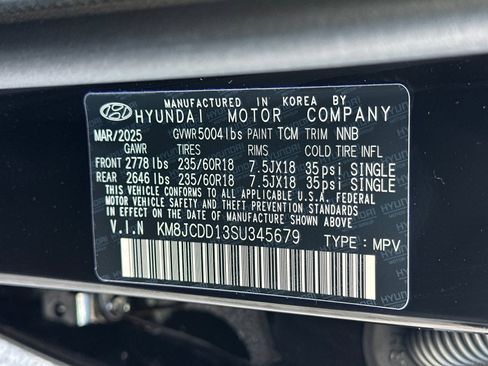 MANUFACTURED IN KOREA BY
HYUNDAI MOTOR COMPANY
MAR/2025 GVWR 5004 lbs PAINT TCM TRIM NNB
GAWR TIRES RIMS COLD TIRE INFL
FRONT 2778 lbs 235/60R18 7.5JX18 35psi SINGLE
REAR 2646 lbs 235/60R18 7.5JX18 35psi SINGLE
THIS VEHICLE CONFORMS TO ALL APPLICABLE U.S.A. FEDERAL
MOTOR VEHICLE SAFETY AND THEFT PREVENTION STANDARDS
IN EFFECT ON THE DATE OF MANUFACTURE SHOWN ABOVE.
V.I.N KM8JCDD13SU345679 TYPE : MPV